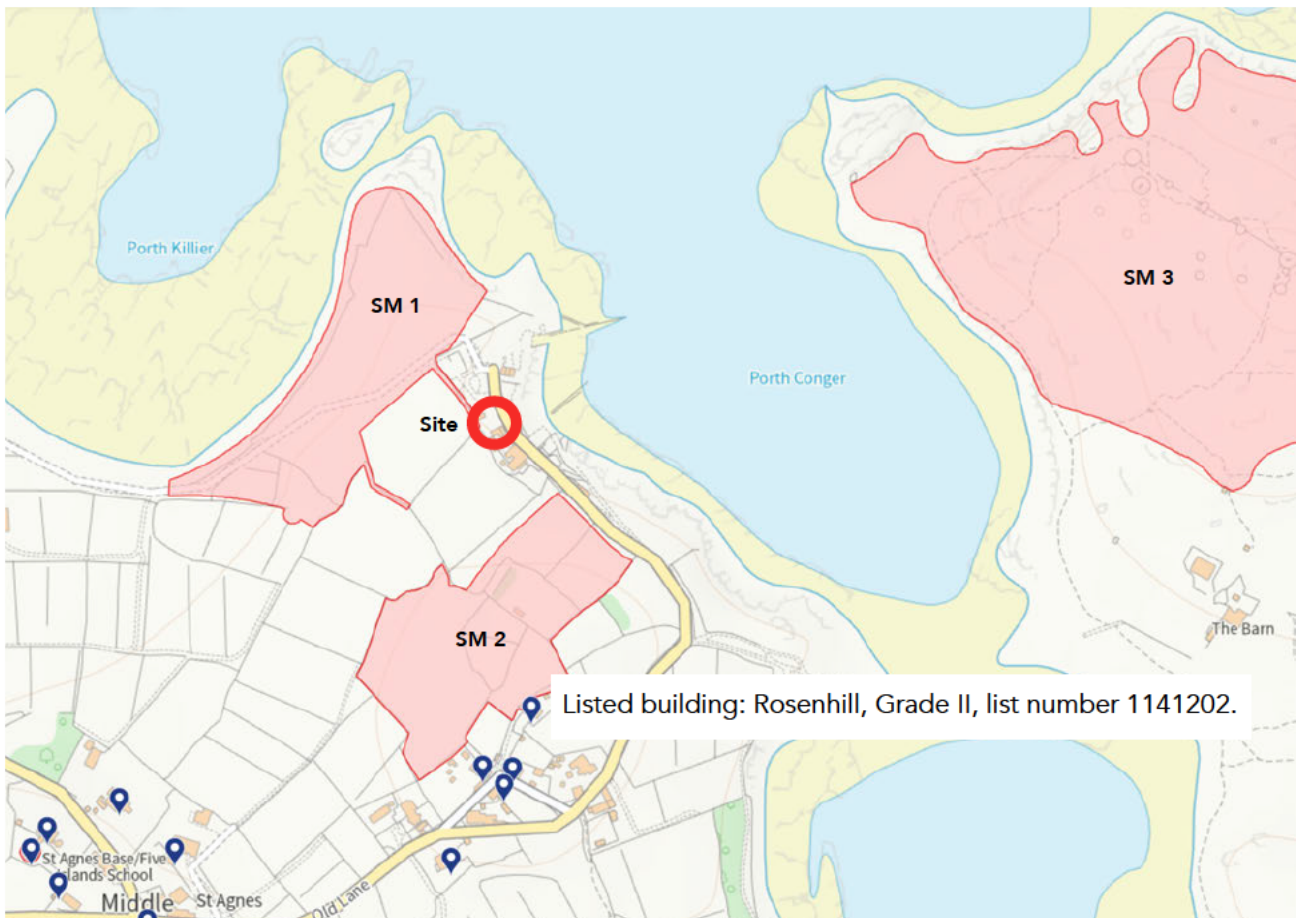 Porth Killier
SM 1
SM 3
Porth Conger
Site
The Barn
SM 2
Listed building: Rosenhill, Grade II, list number 1141202.
St Agnes Base/Five
Islands School
Middle
St Agnes
Old Lane